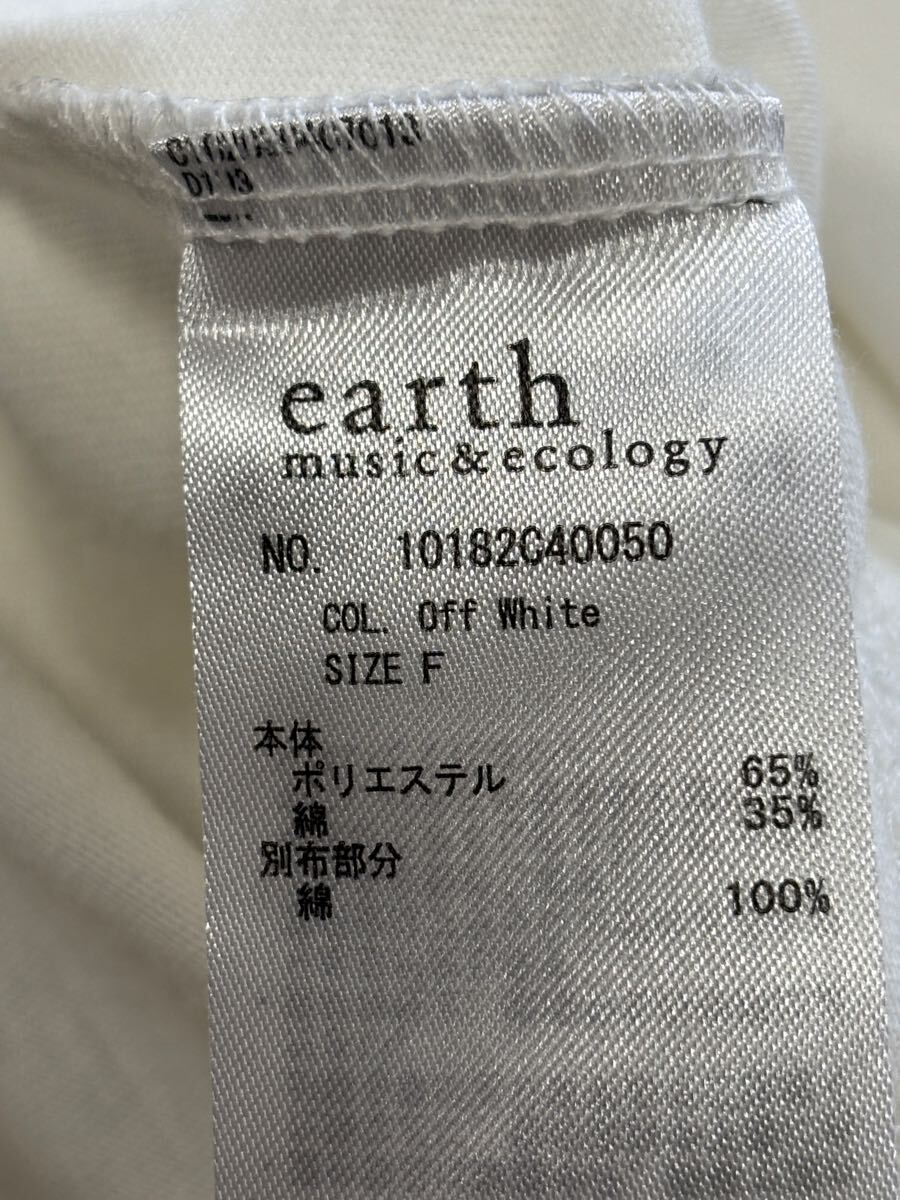 earth
music&ecology
NO. 10182C40050
COL. Off White
SIZE F
本体
ポリエステル 65%
綿 35%
別布部分
綿 100%